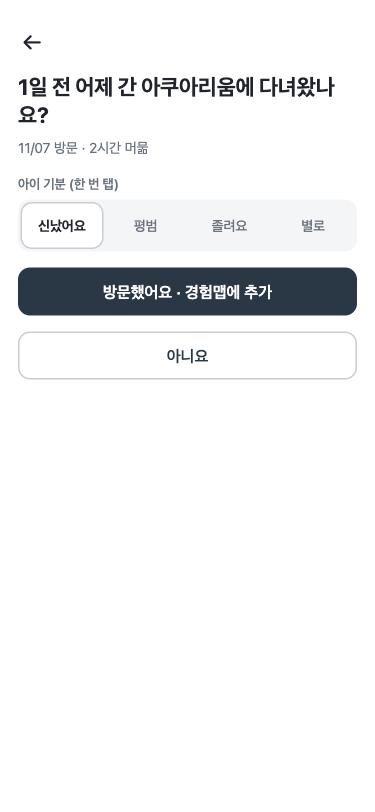 1일 전 어제 간 아쿠아리움에 다녀왔나
요?
11/07 방문 · 2시간 머묾
아이 기분 (한 번 탭)
신났어요 평범 졸려요 별로
방문했어요 · 경험맵에 추가
아니요